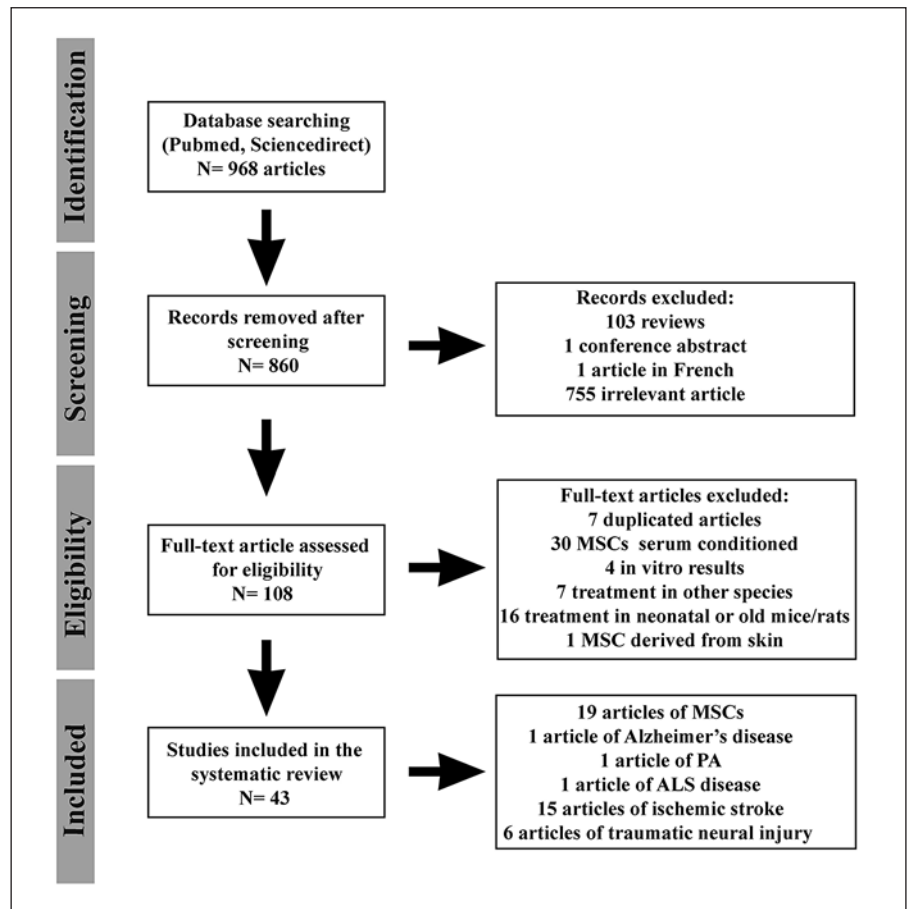 Identification
Database searching
(Pubmed, Sciencedirect)
N= 968 articles
Screening
Records removed after
screening
N= 860
Records excluded:
103 reviews
1 conference abstract
1 article in French
755 irrelevant article
Eligibility
Full-text article assessed
for eligibility
N= 108
Full-text articles excluded:
7 duplicated articles
30 MSCs serum conditioned
4 in vitro results
7 treatment in other species
16 treatment in neonatal or old mice/rats
1 MSC derived from skin
Included
Studies included in the
systematic review
N= 43
19 articles of MSCs
1 article of Alzheimer's disease
1 article of PA
1 article of ALS disease
15 articles of ischemic stroke
6 articles of traumatic neural injury